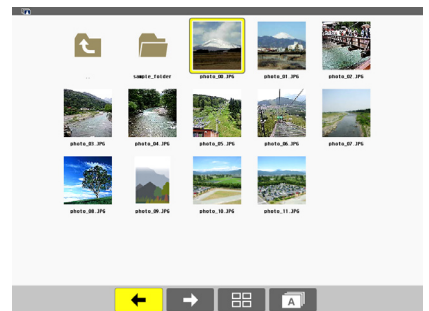 ..
sample_folder
photo_00.JPG
photo_01.JPG
photo_02.JPG
photo_03.JPG
photo_04.JPG
photo_05.JPG
photo_06.JPG
photo_07.JPG
photo_08.JPG
photo_09.JPG
photo_10.JPG
photo_11.JPG
A